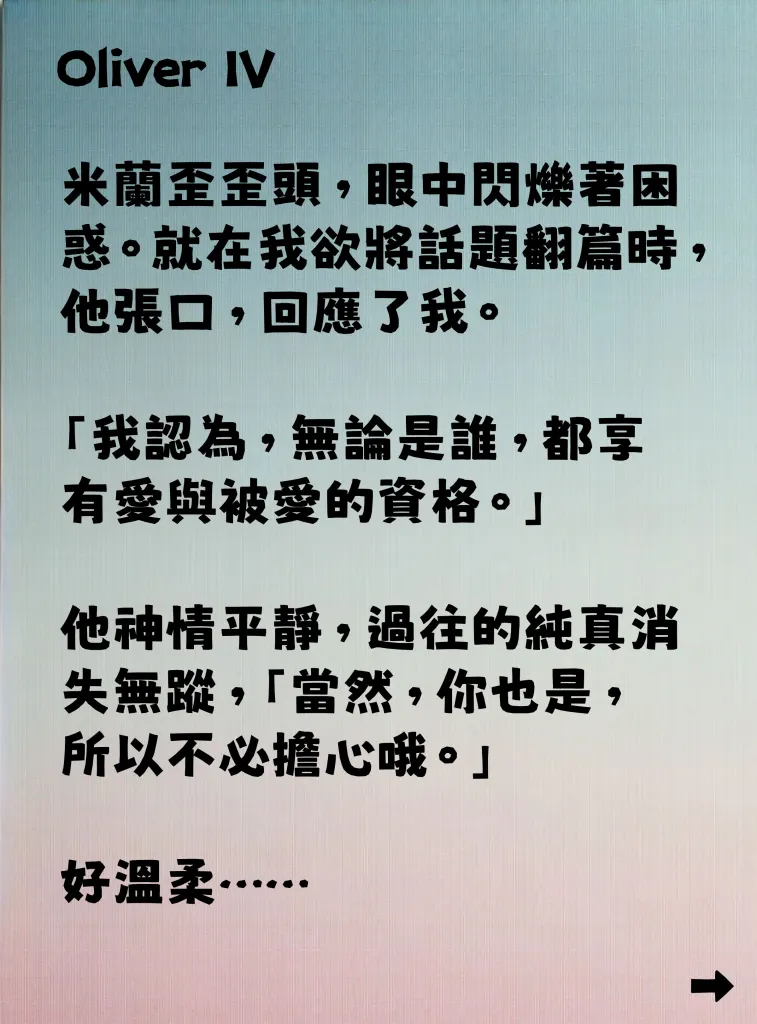 Oliver IV
米蘭歪歪頭，眼中閃爍著困
惑。就在我欲將話題翻篇時，
他張口，回應了我。
「我認為，無論是誰，都享
有愛與被愛的資格。」
他神情平靜，過往的純真消
失無蹤，「當然，你也是，
所以不必擔心哦。」
好溫柔……